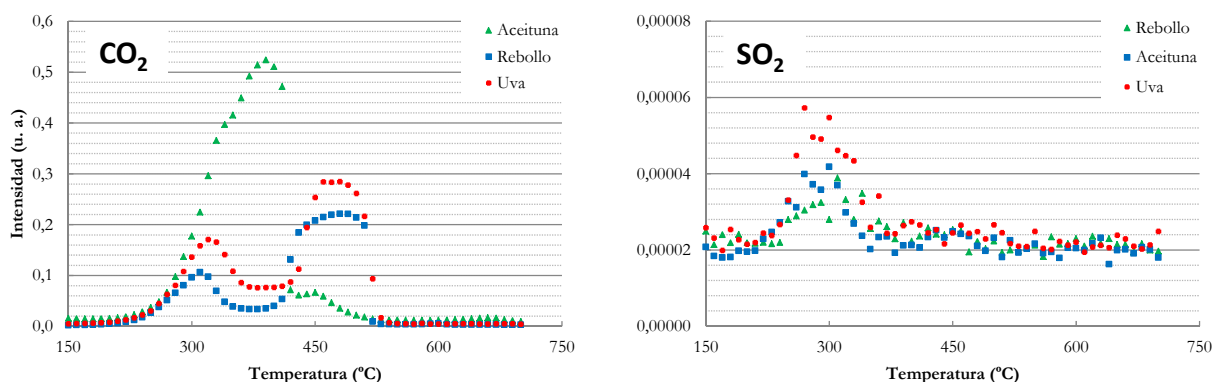 CO2
Aceituna
Rebollo
Uva
Intensidad (u. a.)
0,6
0,5
0,4
0,3
0,2
0,1
0,0
150 300 450 600 750
Temperatura (ºC)
SO2
Rebollo
Aceituna
Uva
0,00008
0,00006
0,00004
0,00002
0,00000
150 300 450 600 750
Temperatura (ºC)